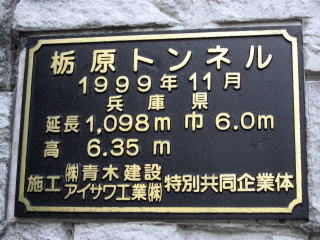 栃原トンネル
1999年11月
兵庫県
延長1,098m 巾 6.0m
高 6.35 m
施工 ㈱青木建設 特別共同企業体
アイサワ工業㈱